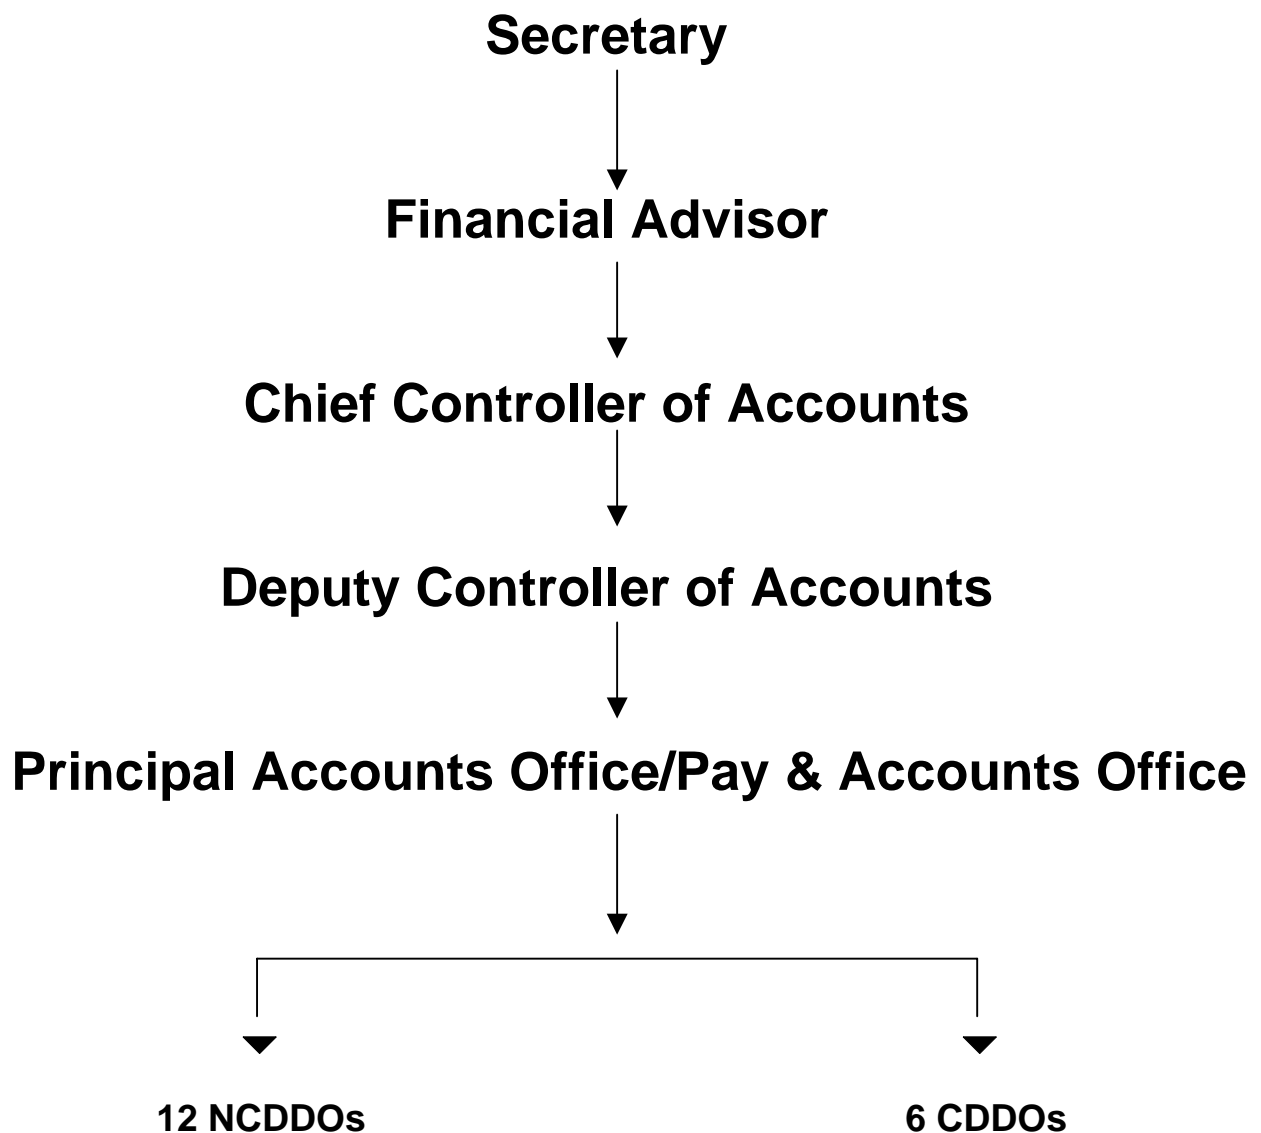 Secretary
Financial Advisor
Chief Controller of Accounts
Deputy Controller of Accounts
Principal Accounts Office/Pay & Accounts Office
12 NCDDOs
6 CDDOs